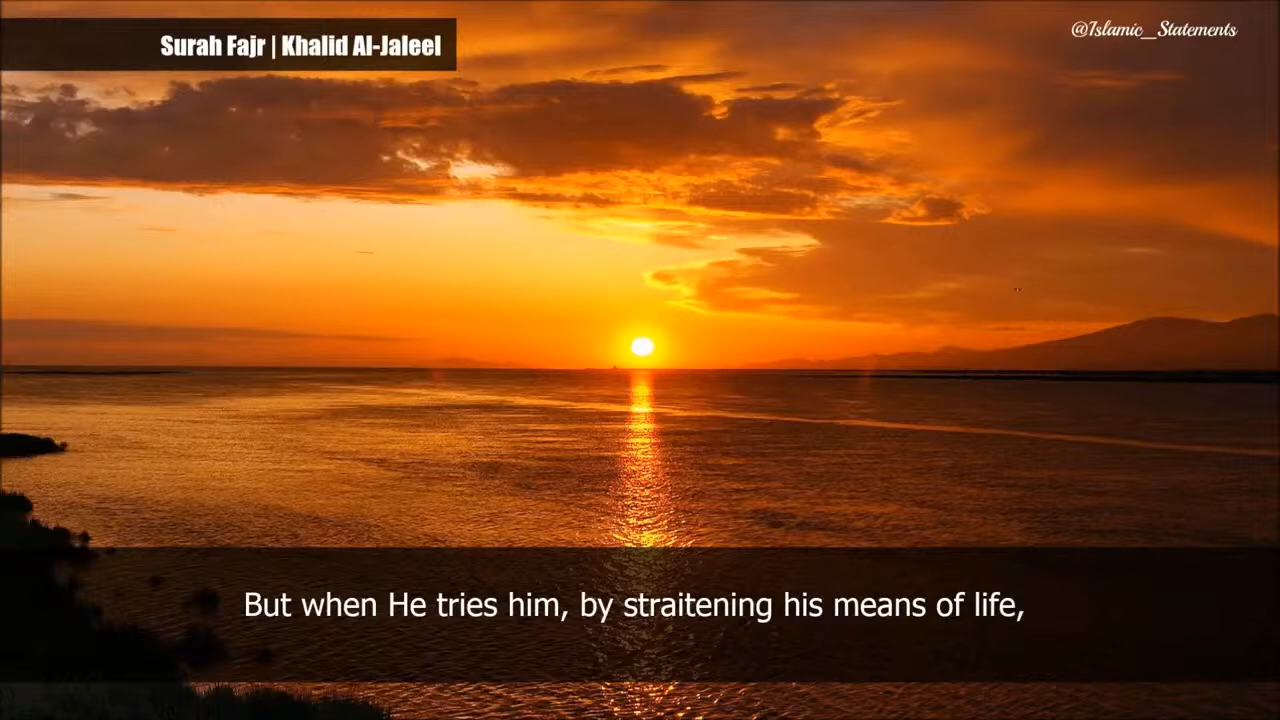 Surah Fajr | Khalid Al-Jaleel
@Islamic_Statements
But when He tries him, by straitening his means of life,